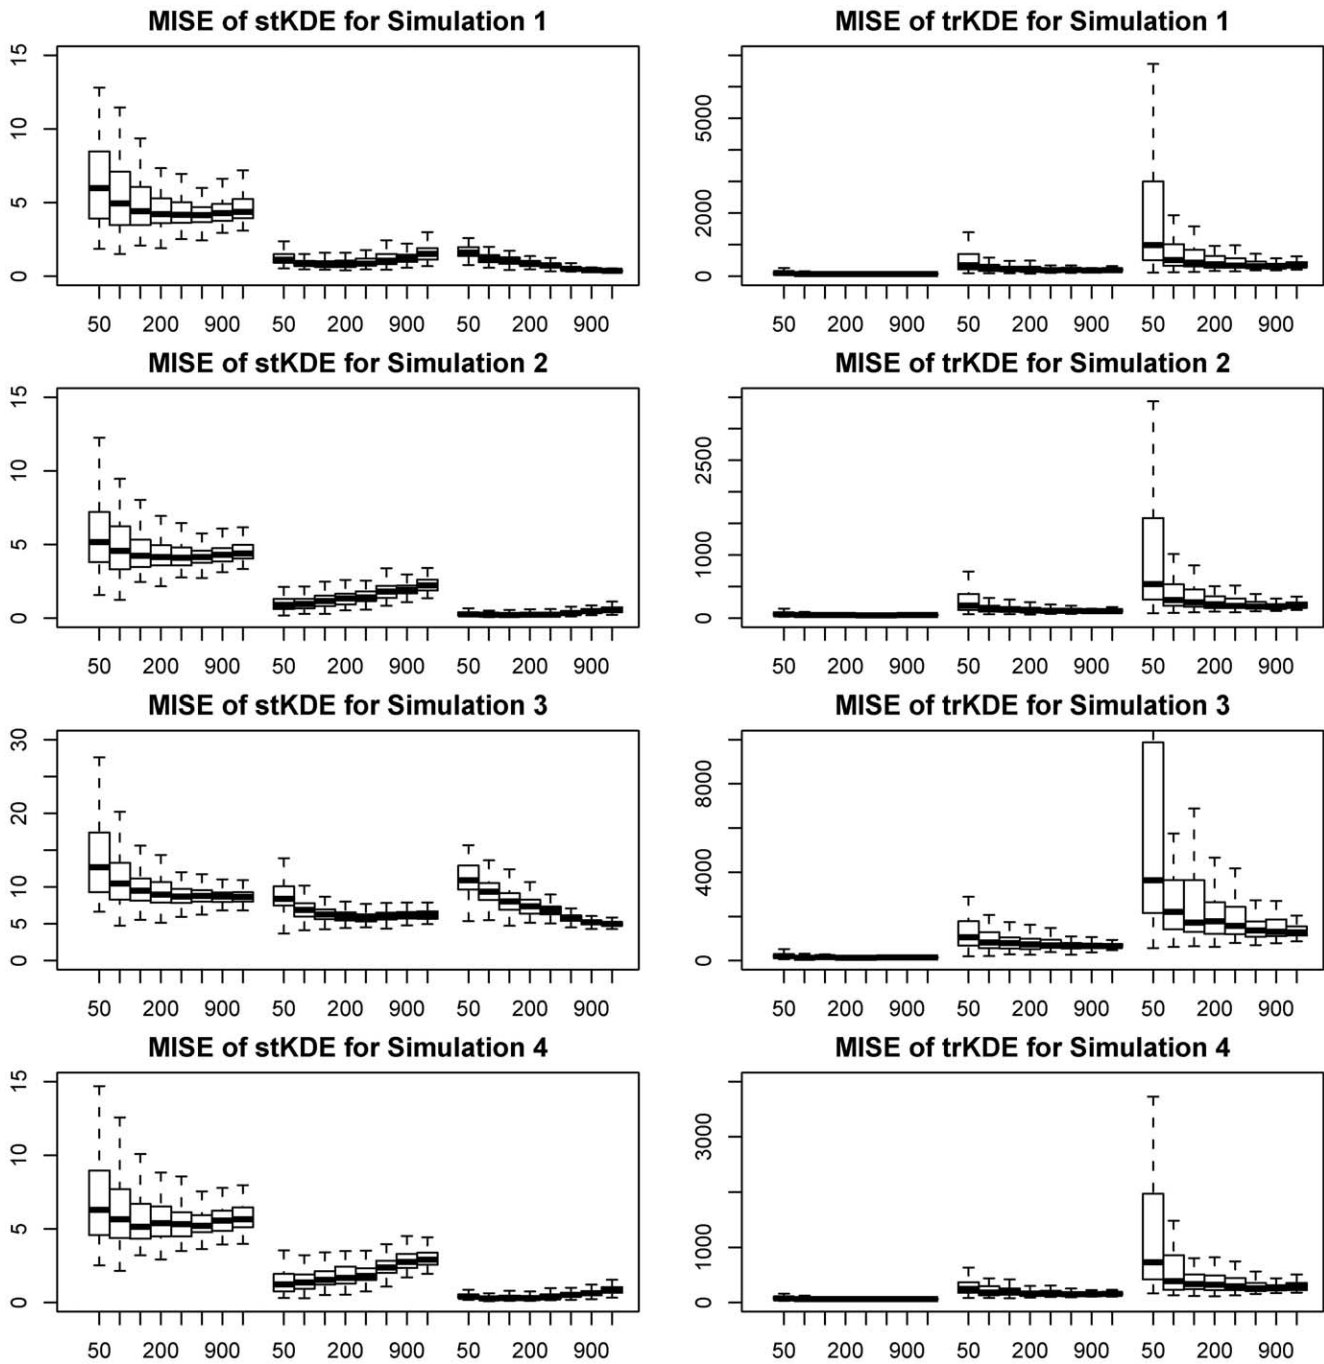 MISE of stKDE for Simulation 1
15
10
5
0
50 200 900 50 200 900 50 200 900
MISE of trKDE for Simulation 1
5000
2000
0
50 200 900 50 200 900 50 200 900
MISE of stKDE for Simulation 2
15
10
5
0
50 200 900 50 200 900 50 200 900
MISE of trKDE for Simulation 2
2500
1000
0
50 200 900 50 200 900 50 200 900
MISE of stKDE for Simulation 3
30
20
10
5
0
50 200 900 50 200 900 50 200 900
MISE of trKDE for Simulation 3
8000
4000
0
50 200 900 50 200 900 50 200 900
MISE of stKDE for Simulation 4
15
10
5
0
50 200 900 50 200 900 50 200 900
MISE of trKDE for Simulation 4
3000
1000
0
50 200 900 50 200 900 50 200 900